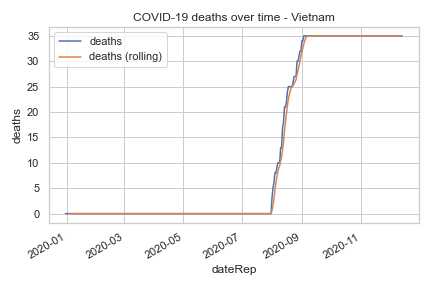 COVID-19 deaths over time - Vietnam
deaths
deaths (rolling)
35
30
25
20
15
10
5
0
deaths
2020-01
2020-03
2020-05
2020-07
2020-09
2020-11
dateRep